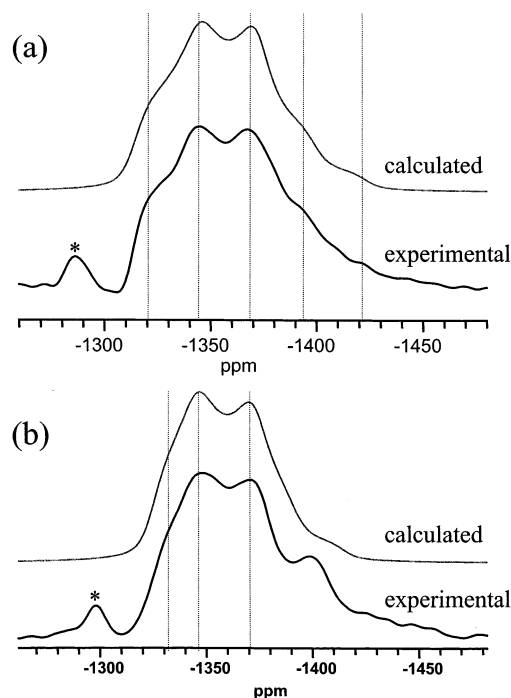 (a)
calculated
*
experimental
-1300 -1350 -1400 -1450
ppm
(b)
calculated
*
experimental
-1300 -1350 -1400 -1450
ppm